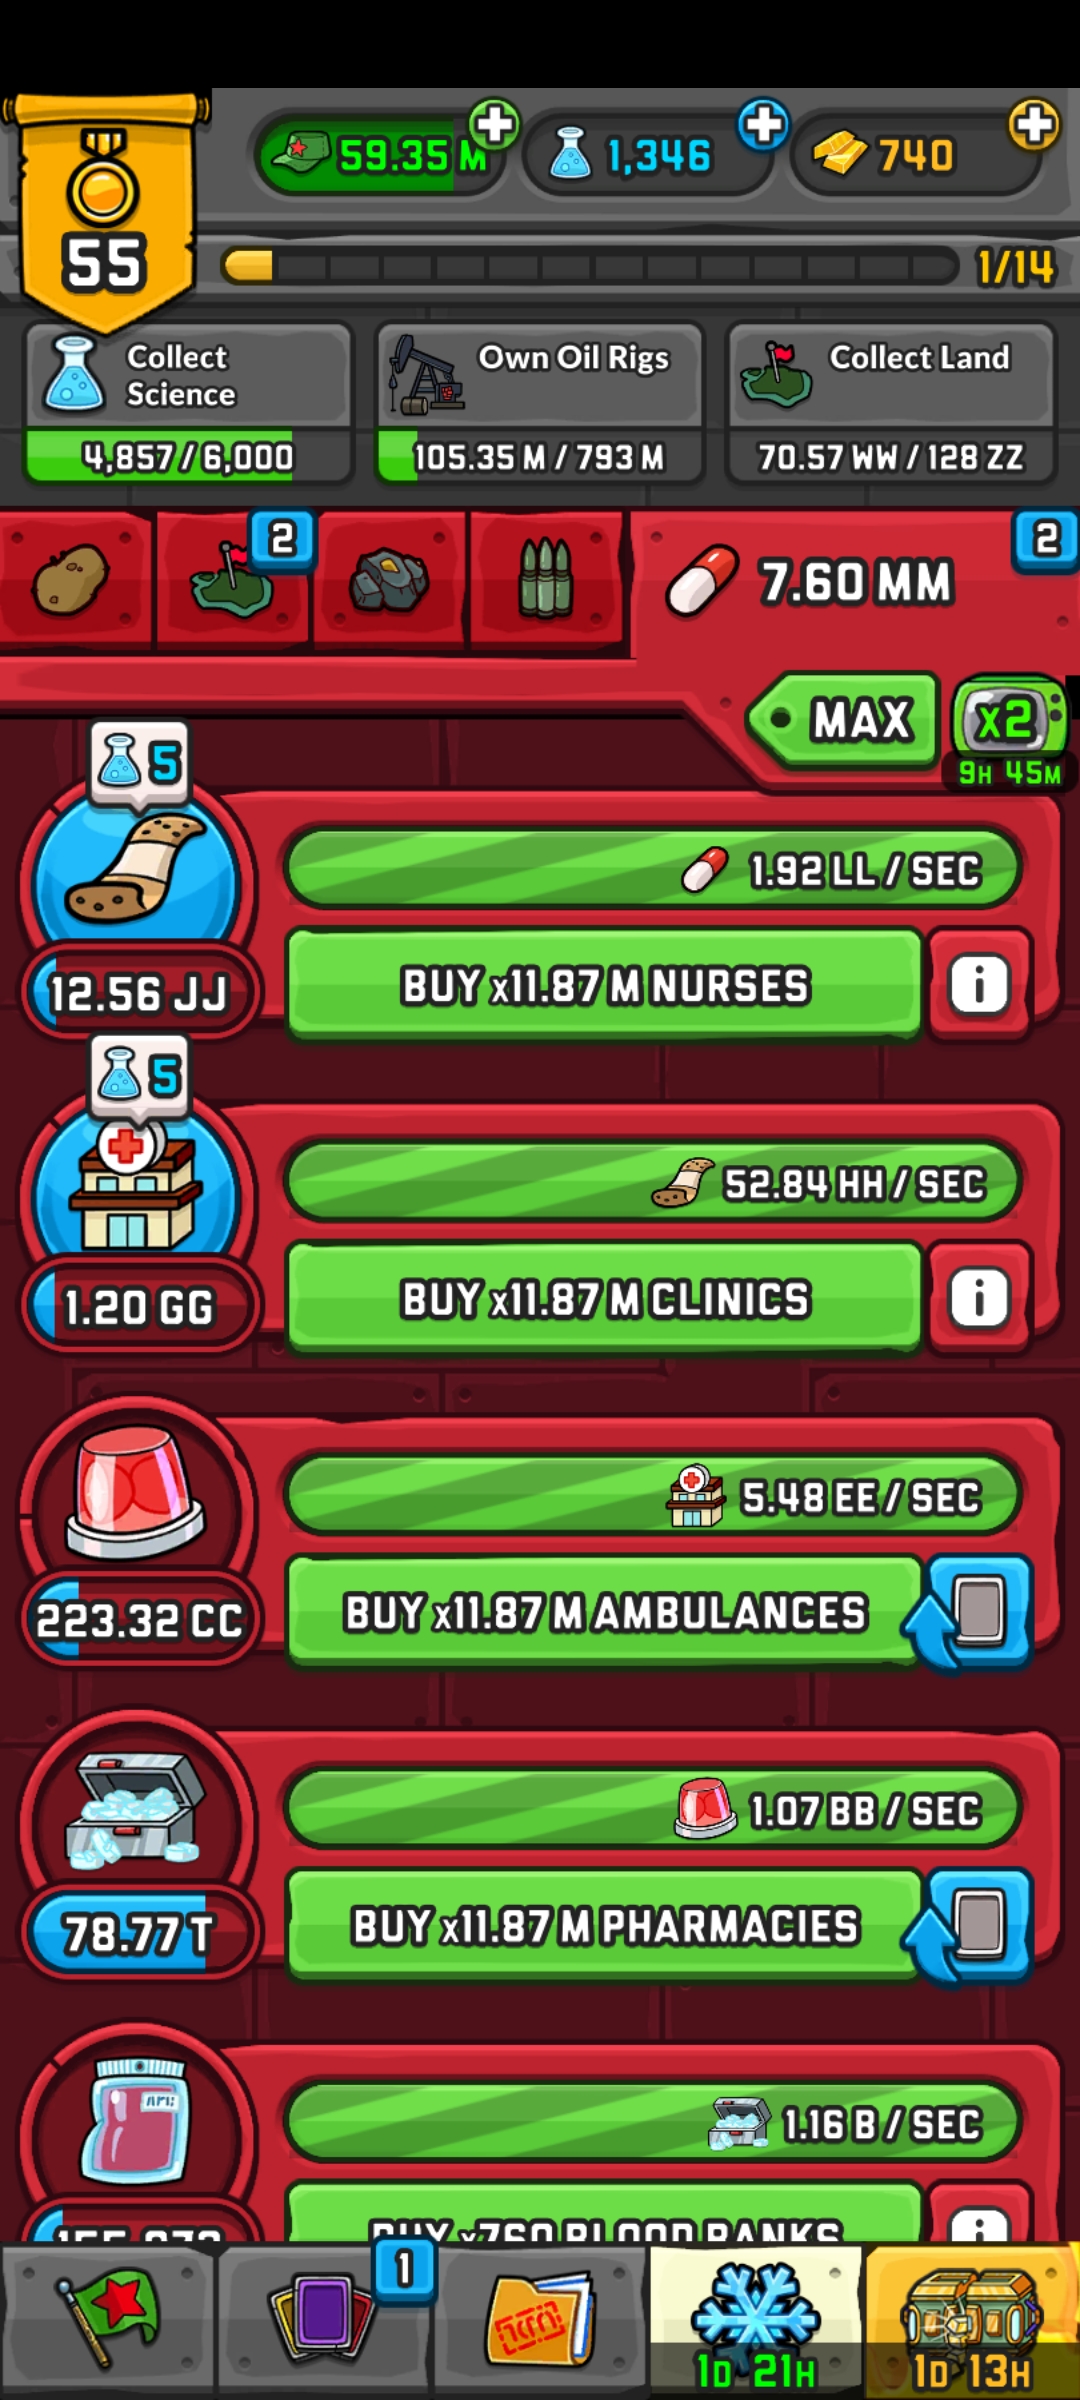 59.35 M
1,346
740
55
1/14
Collect
Science
4,857 / 6,000
Own Oil Rigs
105.35 M / 793 M
Collect Land
70.57 WW / 128 ZZ
2
7.60 MM
2
MAX
x2
9H 45M
5
1.92 LL / SEC
12.56 JJ
BUY x11.87 M NURSES
i
5
52.84 HH / SEC
1.20 GG
BUY x11.87 M CLINICS
i
5.48 EE / SEC
223.32 CC
BUY x11.87 M AMBULANCES
1.07 BB / SEC
78.77 T
BUY x11.87 M PHARMACIES
1.16 B / SEC
BUY x760 BLOOD BANKS
i
1
1D 21H
1D 13H